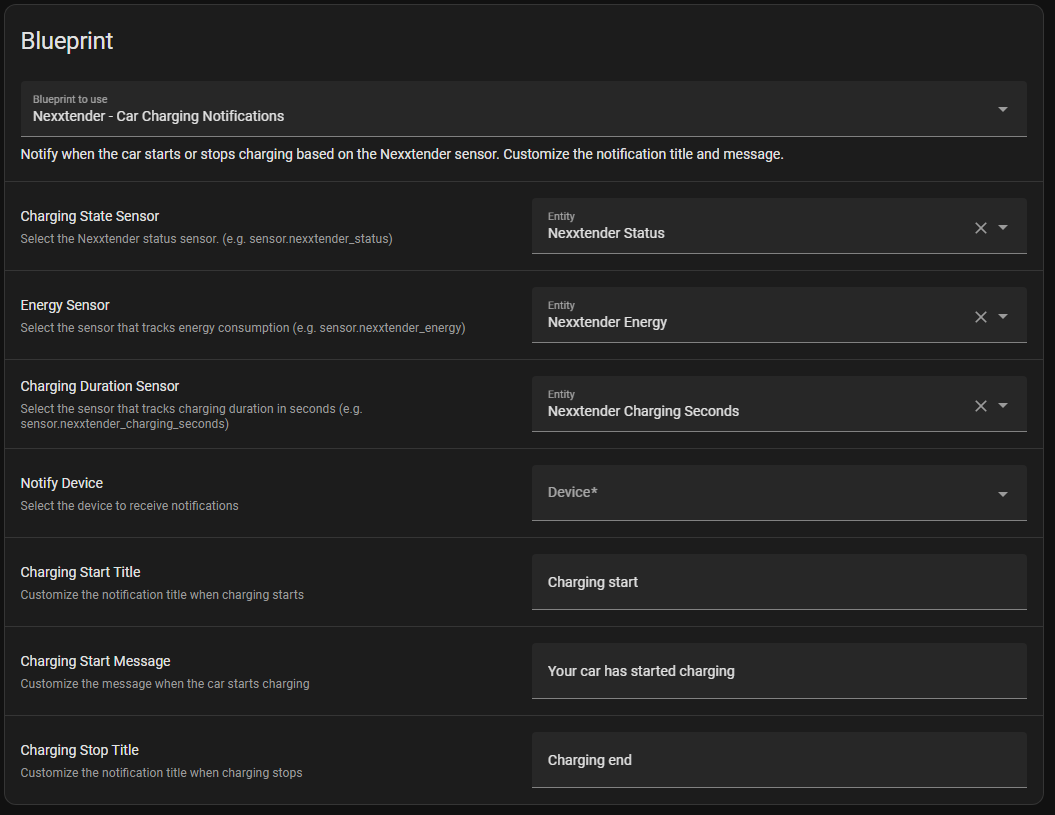 Blueprint
Blueprint to use
Nexxtender - Car Charging Notifications
Notify when the car starts or stops charging based on the Nexxtender sensor. Customize the notification title and message.
Charging State Sensor
Select the Nexxtender status sensor. (e.g. sensor.nexxtender_status)
Entity
Nexxtender Status
Energy Sensor
Select the sensor that tracks energy consumption (e.g. sensor.nexxtender_energy)
Entity
Nexxtender Energy
Charging Duration Sensor
Select the sensor that tracks charging duration in seconds (e.g.
sensor.nexxtender_charging_seconds)
Entity
Nexxtender Charging Seconds
Notify Device
Select the device to receive notifications
Device*
Charging Start Title
Customize the notification title when charging starts
Charging start
Charging Start Message
Customize the message when the car starts charging
Your car has started charging
Charging Stop Title
Customize the notification title when charging stops
Charging end